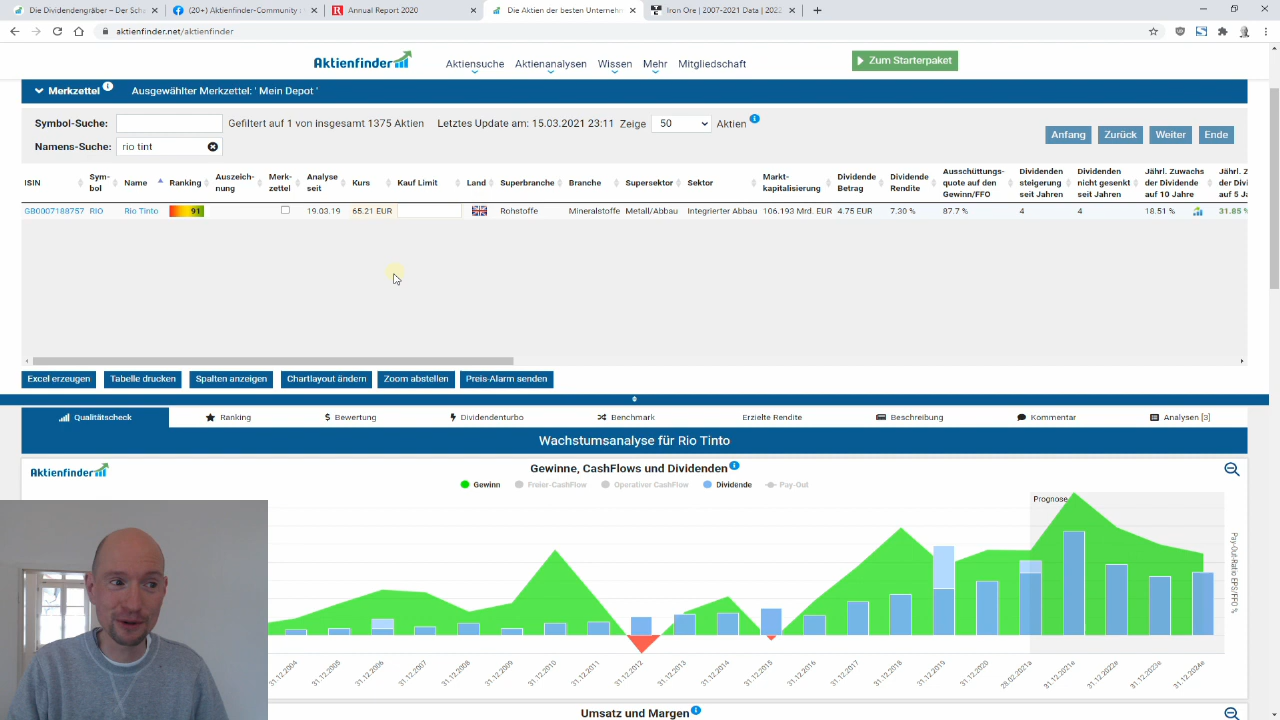 Die Dividendengräber – Der Sch
(20+) Aktienfinder-Community
Annual Report 2020
Die Aktien der besten Unterneh
Iron Ore | 2007-2021 Data | 202
aktienfinder.net/aktienfinder
Aktienfinder
Aktiensuche
Aktienanalysen
Wissen
Mehr
Mitgliedschaft
Zum Starterpaket
Merkzettel
Ausgewählter Merkzettel: ' Mein Depot '
Symbol-Suche:
Gefiltert auf 1 von insgesamt 1375 Aktien
Letztes Update am: 15.03.2021 23:11
Zeige 50 Aktien
Namens-Suche: rio tint
Anfang
Zurück
Weiter
Ende
ISIN
Sym-
bol
Name
Ranking
Auszeich-
nung
Merk-
zettel
Analyse
seit
Kurs
Kauf Limit
Land
Superbranche
Branche
Supersektor
Sektor
Markt-
kapitalisierung
Dividende
Betrag
Dividende
Rendite
Ausschüttungs-
quote auf den
Gewinn/FFO
Dividenden
steigerung
seit Jahren
Dividenden
nicht gesenkt
seit Jahren
Jährl. Zuwachs
der Dividende
auf 10 Jahre
Jährl. Z
der Divi
auf 5 Ja
GB0007188757
RIO
Rio Tinto
91
19.03.19
65.21 EUR
Rohstoffe
Mineralstoffe
Metall/Abbau
Integrierter Abbau
106.193 Mrd. EUR
4.75 EUR
7.30 %
87.7 %
4
4
18.51 %
31.85 %
Excel erzeugen
Tabelle drucken
Spalten anzeigen
Chartlayout ändern
Zoom abstellen
Preis-Alarm senden
Qualitätscheck
Ranking
$ Bewertung
Dividendenturbo
Benchmark
Erzielte Rendite
Beschreibung
Kommentar
Analysen [3]
Wachstumsanalyse für Rio Tinto
Aktienfinder
Gewinne, CashFlows und Dividenden
Gewinn
Freier-CashFlow
Operativer CashFlow
Dividende
Pay-Out
Prognose
Pay-Out-Ratio EPS/FFO %
31.12.2004
31.12.2005
31.12.2006
31.12.2007
31.12.2008
31.12.2009
31.12.2010
31.12.2011
31.12.2012
31.12.2013
31.12.2014
31.12.2015
31.12.2016
31.12.2017
31.12.2018
31.12.2019
31.12.2020
28.02.2021e
31.12.2021e
31.12.2022e
31.12.2023e
31.12.2024e
Umsatz und Margen